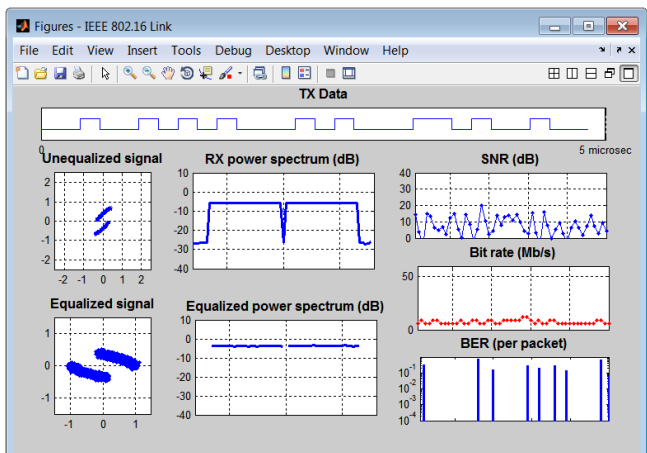 Figures - IEEE 802.16 Link
File Edit View Insert Tools Debug Desktop Window Help
TX Data
0
5 microsec
Unequalized signal
2
1
0
-1
-2
-2 -1 0 1 2
RX power spectrum (dB)
10
0
-10
-20
-30
-40
SNR (dB)
40
30
20
10
0
Bit rate (Mb/s)
50
0
Equalized signal
1
0
-1
-1 0 1
Equalized power spectrum (dB)
10
0
-10
-20
-30
-40
BER (per packet)
10^-1
10^-2
10^-3
10^-4